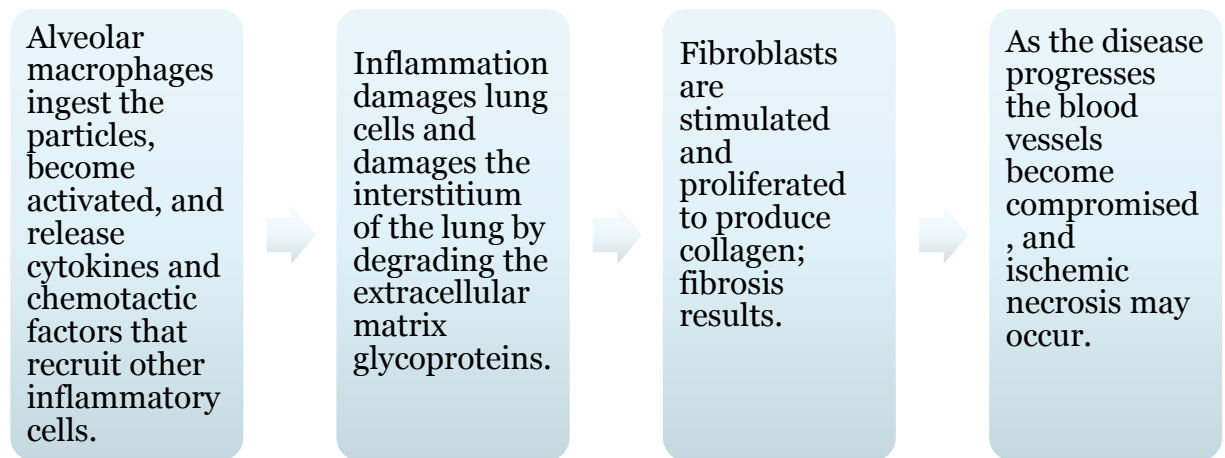 Alveolar
macrophages
ingest the
particles,
become
activated, and
release
cytokines and
chemotactic
factors that
recruit other
inflammatory
cells.
Inflammation
damages lung
cells and
damages the
interstitium
of the lung by
degrading the
extracellular
matrix
glycoproteins.
Fibroblasts
are
stimulated
and
proliferated
to produce
collagen;
fibrosis
results.
As the disease
progresses
the blood
vessels
become
compromised
, and
ischemic
necrosis may
occur.